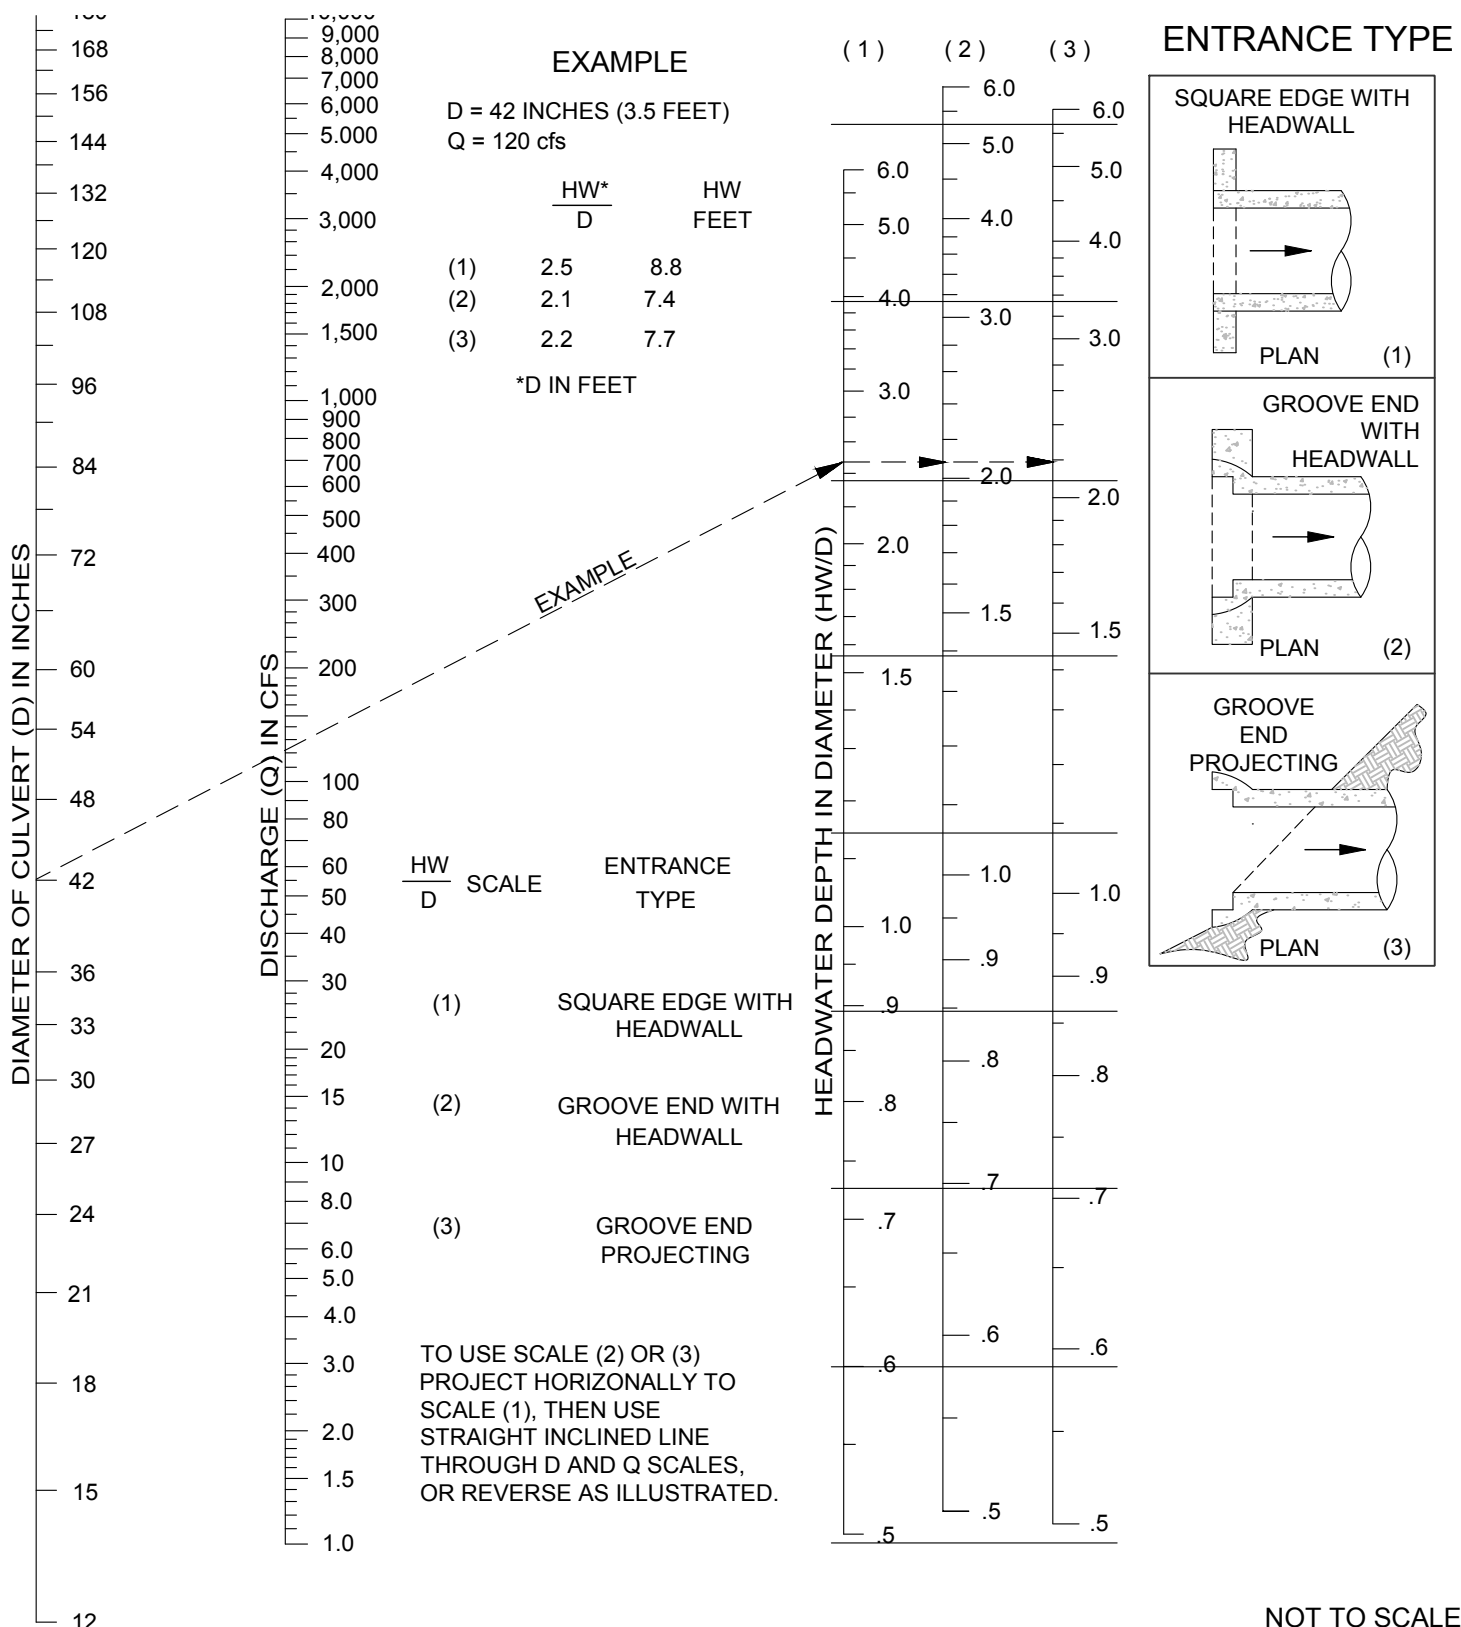 180
168
156
144
132
120
108
96
84
72
60
54
48
42
36
33
30
27
24
21
18
15
12
DIAMETER OF CULVERT (D) IN INCHES
10,000
9,000
8,000
7,000
6,000
5.000
4,000
3,000
2,000
1,500
1,000
900
800
700
600
500
400
300
200
100
80
60
50
40
30
20
15
10
8.0
6.0
5.0
4.0
3.0
2.0
1.5
1.0
DISCHARGE (Q) IN CFS
EXAMPLE
D = 42 INCHES (3.5 FEET)
Q = 120 cfs
HW* HW
D FEET
(1) 2.5 8.8
(2) 2.1 7.4
(3) 2.2 7.7
*D IN FEET
EXAMPLE
HW SCALE ENTRANCE
D TYPE
(1) SQUARE EDGE WITH
HEADWALL
(2) GROOVE END WITH
HEADWALL
(3) GROOVE END
PROJECTING
TO USE SCALE (2) OR (3)
PROJECT HORIZONALLY TO
SCALE (1), THEN USE
STRAIGHT INCLINED LINE
THROUGH D AND Q SCALES,
OR REVERSE AS ILLUSTRATED.
HEADWATER DEPTH IN DIAMETER (HW/D)
( 1 )
6.0
5.0
4.0
3.0
2.0
1.5
1.0
.9
.8
.7
.6
.5
( 2 )
6.0
5.0
4.0
3.0
2.0
1.5
1.0
.9
.8
.7
.6
.5
( 3 )
6.0
5.0
4.0
3.0
2.0
1.5
1.0
.9
.8
.7
.6
.5
ENTRANCE TYPE
SQUARE EDGE WITH
HEADWALL
PLAN (1)
GROOVE END
WITH
HEADWALL
PLAN (2)
GROOVE
END
PROJECTING
PLAN (3)
NOT TO SCALE